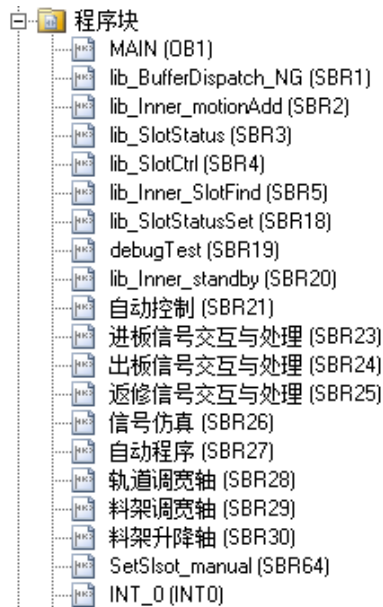 程序块
MAIN (OB1)
lib_BufferDispatch_NG (SBR1)
lib_Inner_motionAdd (SBR2)
lib_SlotStatus (SBR3)
lib_SlotCtrl (SBR4)
lib_Inner_SlotFind (SBR5)
lib_SlotStatusSet (SBR18)
debugTest (SBR19)
lib_Inner_standby (SBR20)
自动控制 (SBR21)
进板信号交互与处理 (SBR23)
出板信号交互与处理 (SBR24)
返修信号交互与处理 (SBR25)
信号仿真 (SBR26)
自动程序 (SBR27)
轨道调宽轴 (SBR28)
料架调宽轴 (SBR29)
料架升降轴 (SBR30)
SetSlsot_manual (SBR64)
INT_0 (INT0)